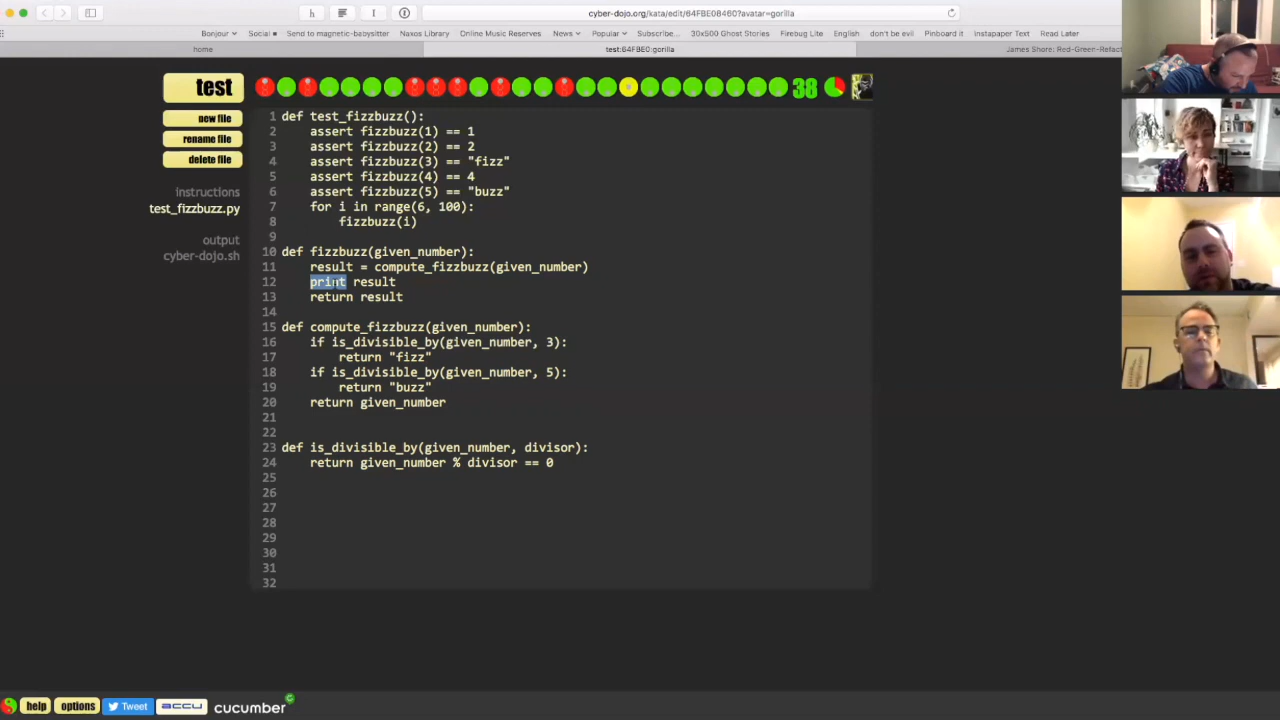 cyber-dojo.org/kata/edit/64FBE08460?avatar=gorilla
Bonjour Social Send to magnetic-babysitter Naxos Library Online Music Reserves News Popular Subscribe... 30x500 Ghost Stories Firebug Lite English don't be evil Pinboard it Instapaper Text Read Later
home test:64FBE0:gorilla James Shore: Red-Green-Refact
test 38
new file
rename file
delete file
instructions
test_fizzbuzz.py
output
cyber-dojo.sh
1 def test_fizzbuzz():
2 assert fizzbuzz(1) == 1
3 assert fizzbuzz(2) == 2
4 assert fizzbuzz(3) == "fizz"
5 assert fizzbuzz(4) == 4
6 assert fizzbuzz(5) == "buzz"
7 for i in range(6, 100):
8 fizzbuzz(i)
9
10 def fizzbuzz(given_number):
11 result = compute_fizzbuzz(given_number)
12 print result
13 return result
14
15 def compute_fizzbuzz(given_number):
16 if is_divisible_by(given_number, 3):
17 return "fizz"
18 if is_divisible_by(given_number, 5):
19 return "buzz"
20 return given_number
21
22
23 def is_divisible_by(given_number, divisor):
24 return given_number % divisor == 0
25
26
27
28
29
30
31
32
help options Tweet accu cucumber